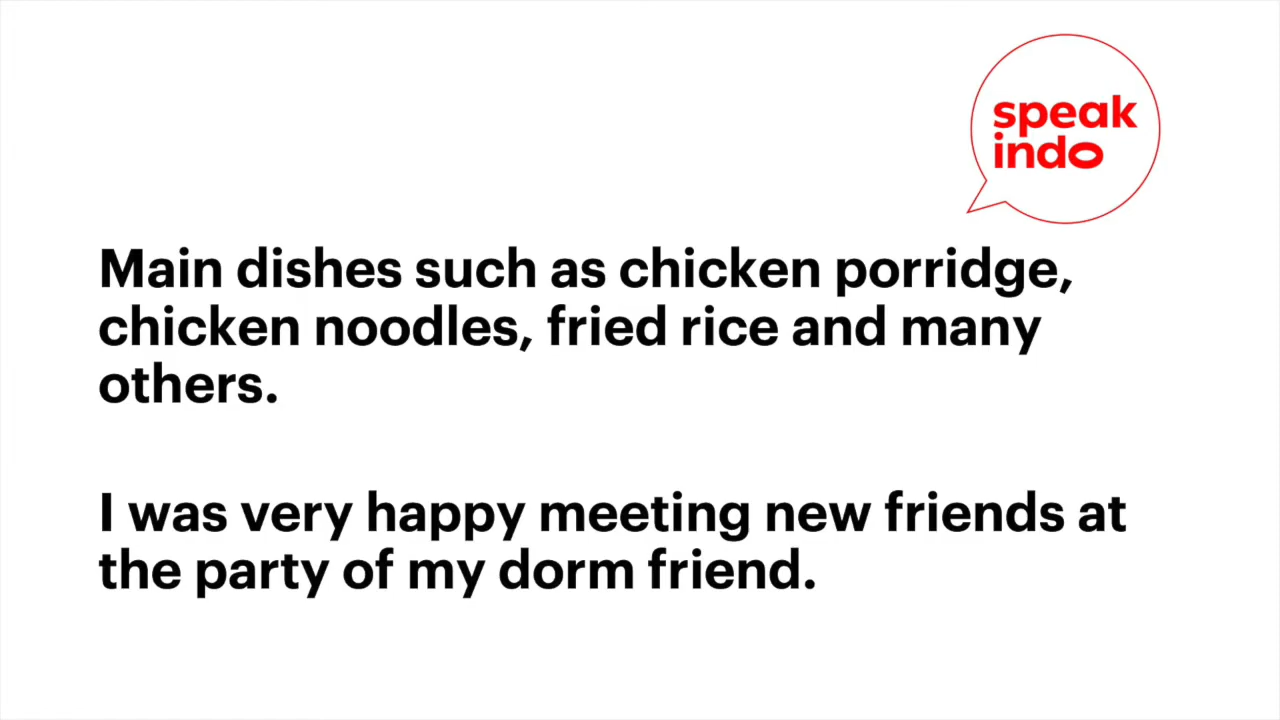 speak
indo
Main dishes such as chicken porridge,
chicken noodles, fried rice and many
others.
I was very happy meeting new friends at
the party of my dorm friend.